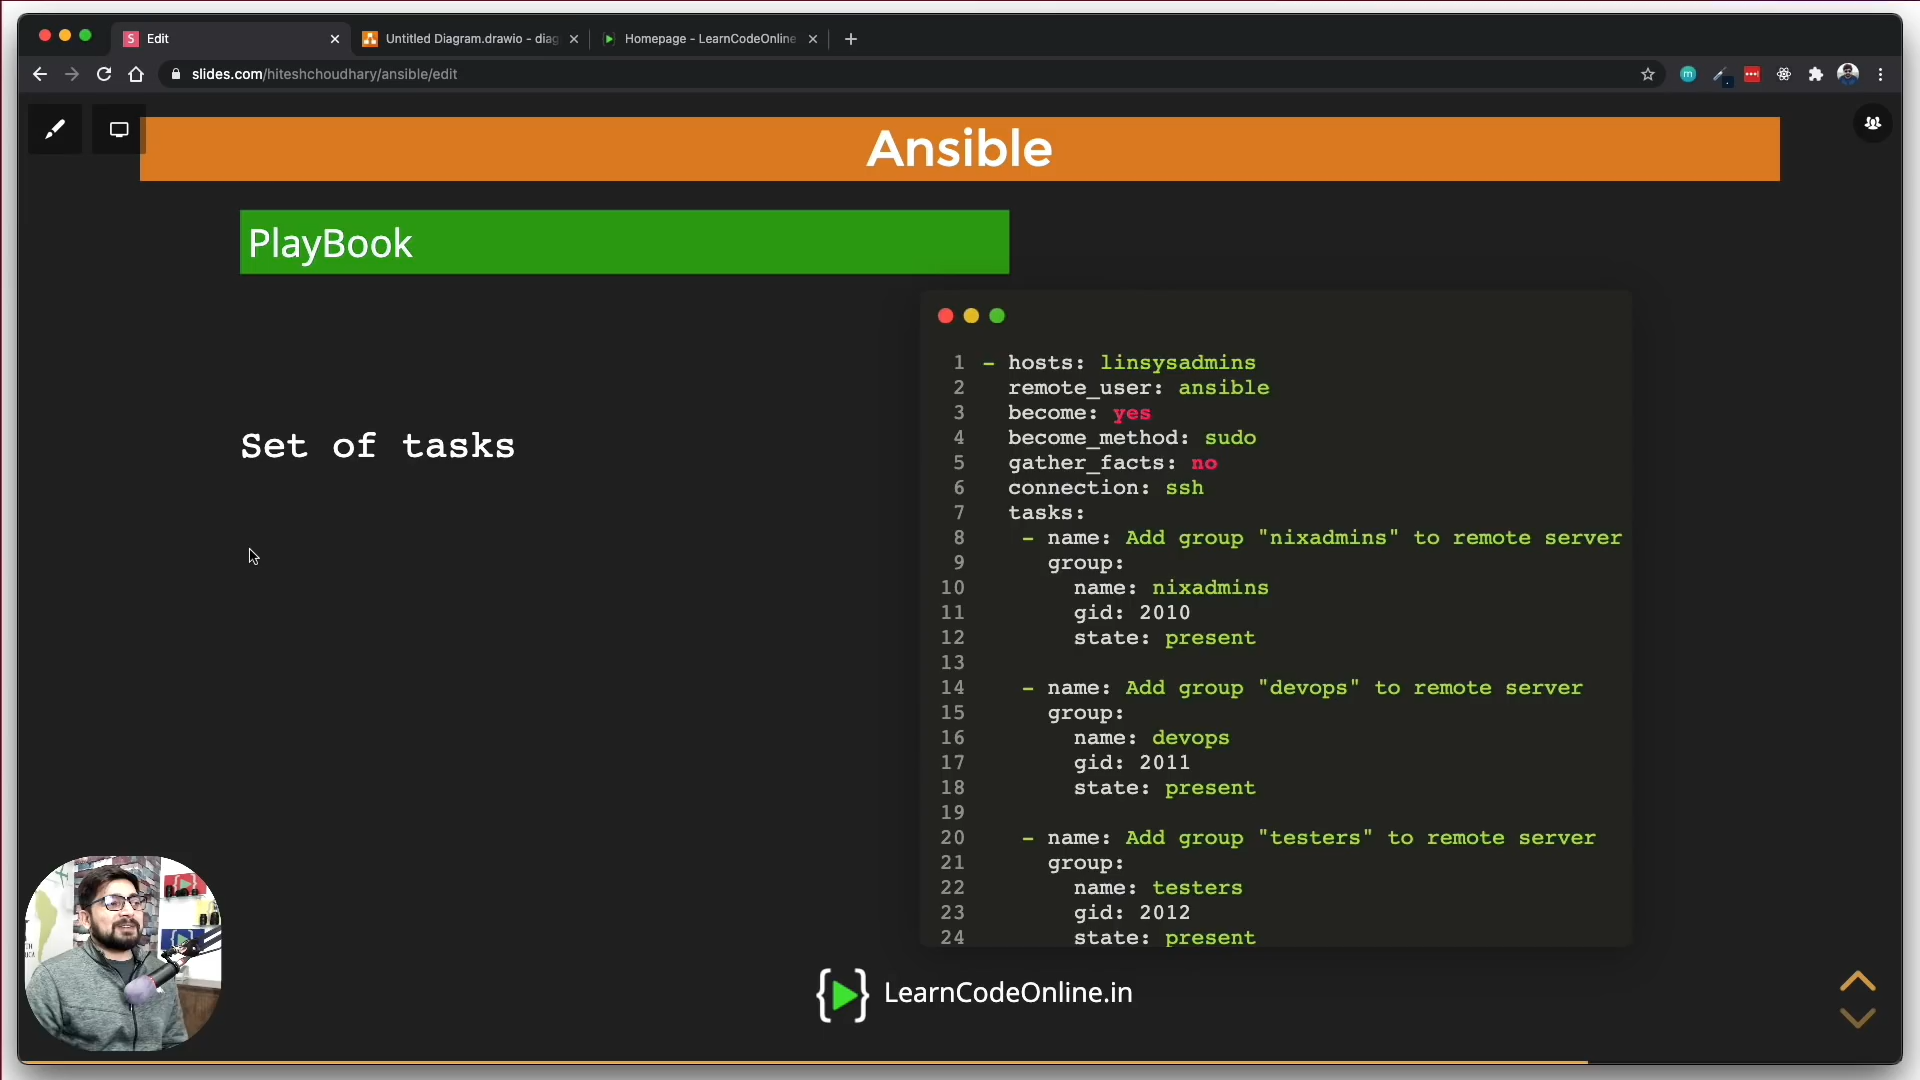 Edit
Untitled Diagram.drawio - diag
Homepage - LearnCodeOnline
slides.com/hiteshchoudhary/ansible/edit
Ansible
PlayBook
Set of tasks
1 - hosts: linsysadmins
2 remote_user: ansible
3 become: yes
4 become_method: sudo
5 gather_facts: no
6 connection: ssh
7 tasks:
8 - name: Add group "nixadmins" to remote server
9 group:
10 name: nixadmins
11 gid: 2010
12 state: present
13
14 - name: Add group "devops" to remote server
15 group:
16 name: devops
17 gid: 2011
18 state: present
19
20 - name: Add group "testers" to remote server
21 group:
22 name: testers
23 gid: 2012
24 state: present
LearnCodeOnline.in